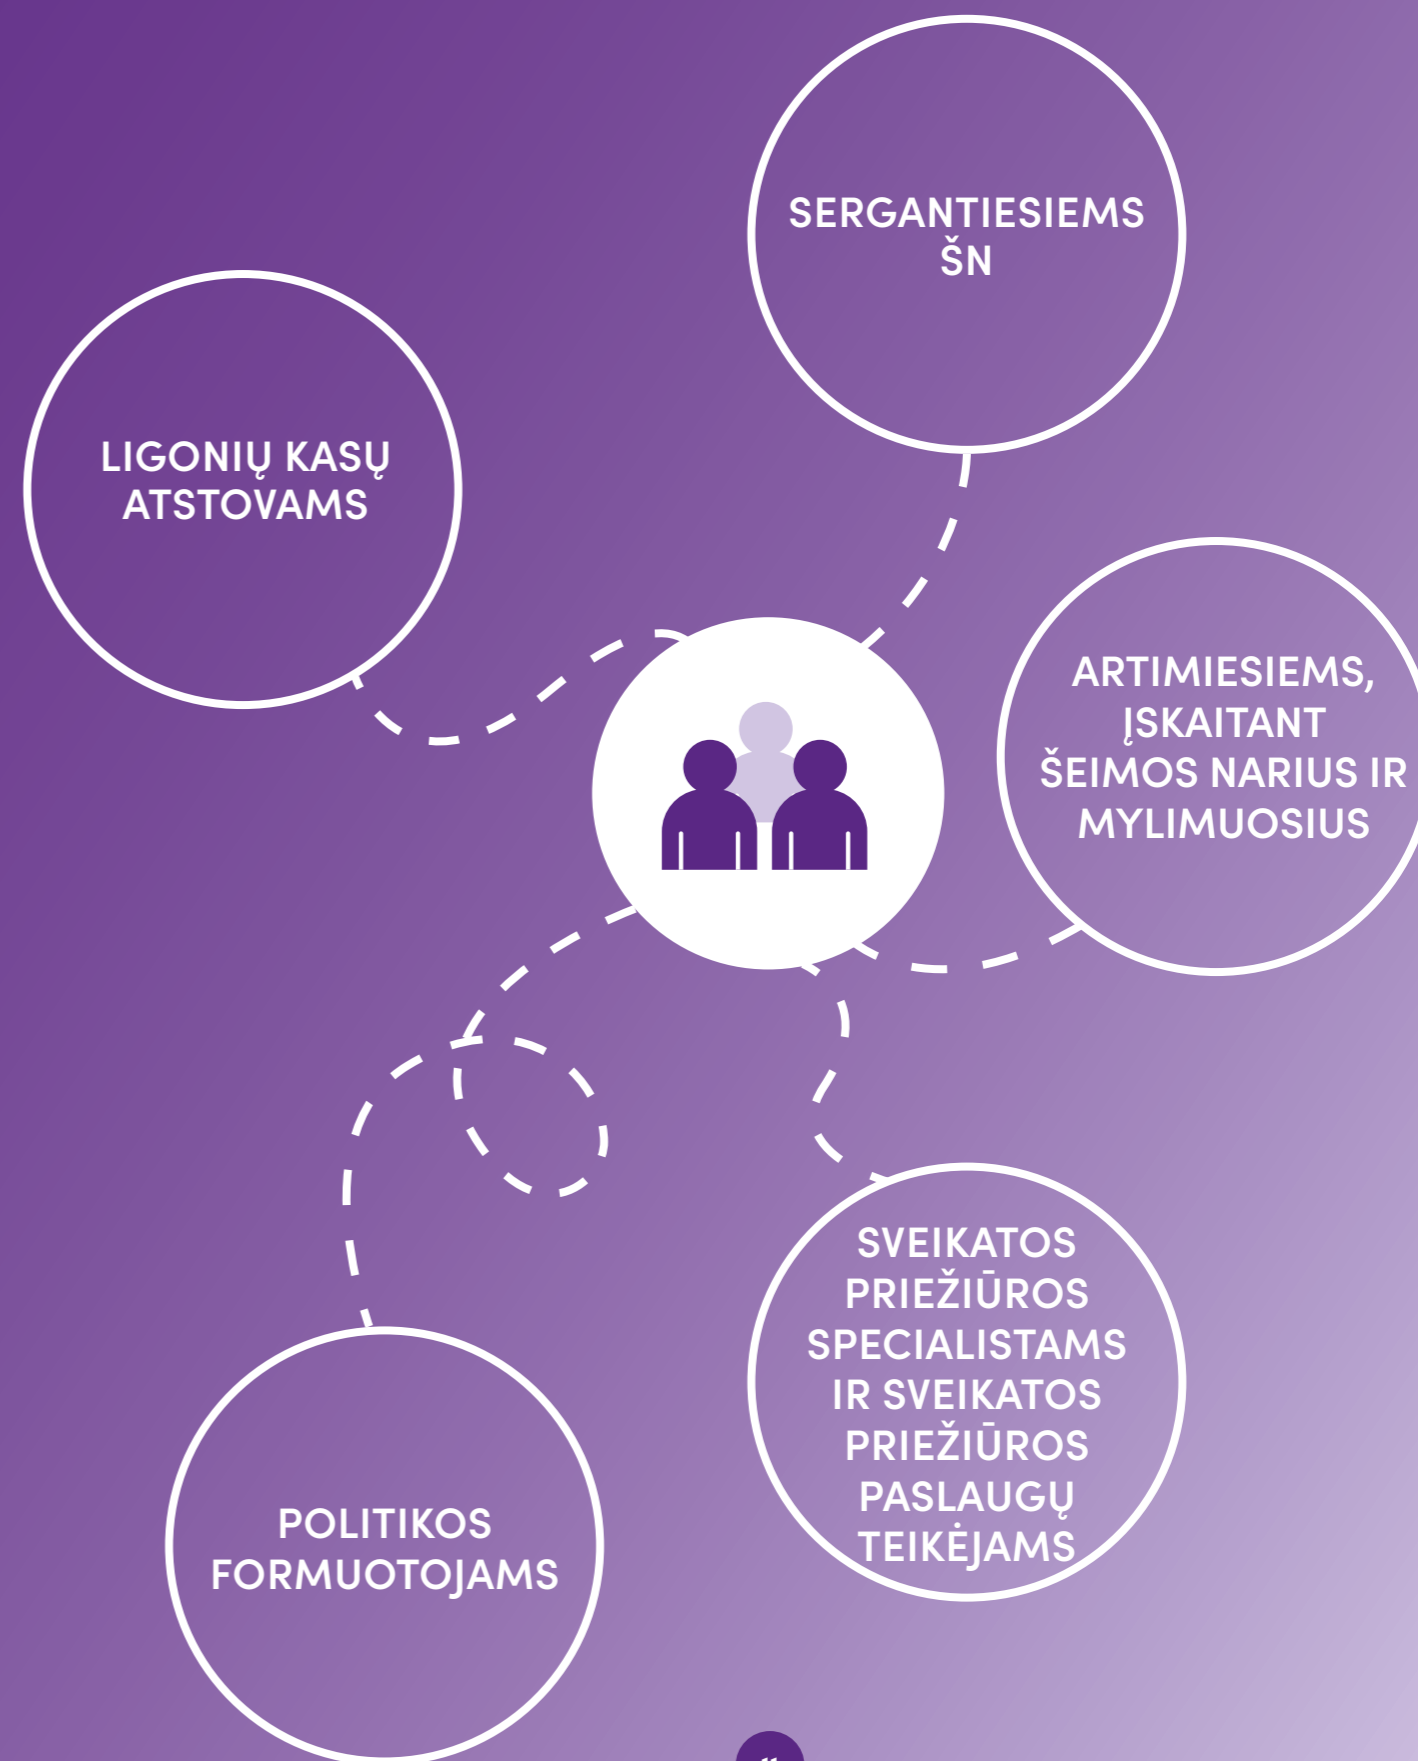 SERGANTIESIEMS
ŠN
LIGONIŲ KASŲ
ATSTOVAMS
ARTIMIESIEMS,
ĮSKAITANT
ŠEIMOS NARIUS IR
MYLIMUOSIUS
SVEIKATOS
PRIEŽIŪROS
SPECIALISTAMS
IR SVEIKATOS
PRIEŽIŪROS
PASLAUGŲ
TEIKĖJAMS
POLITIKOS
FORMUOTOJAMS